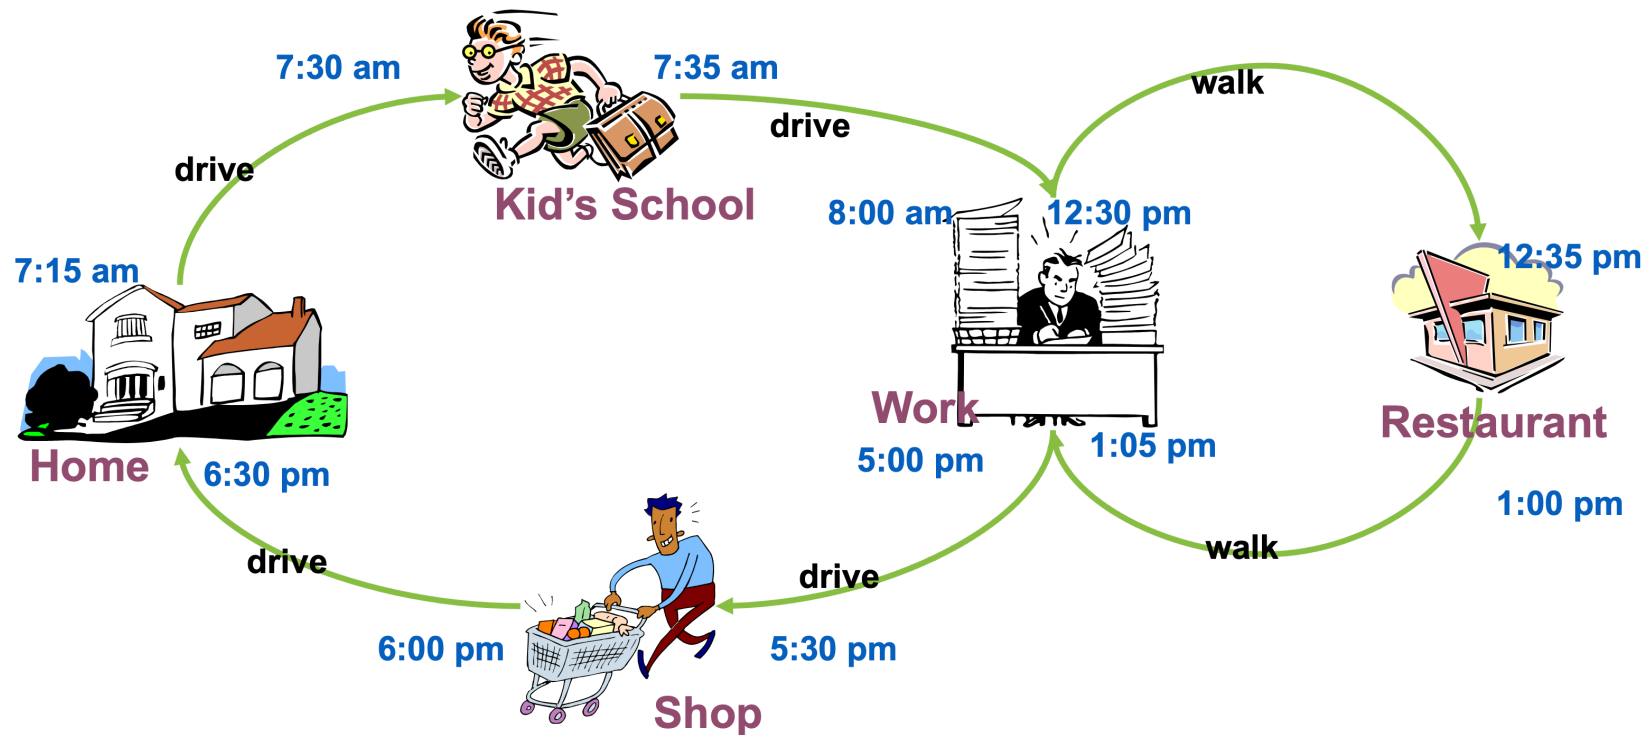 7:30 am
7:35 am
walk
drive
drive
Kid's School
8:00 am
12:30 pm
7:15 am
12:35 pm
Work
Restaurant
Home
6:30 pm
5:00 pm
1:05 pm
1:00 pm
drive
drive
walk
6:00 pm
5:30 pm
Shop